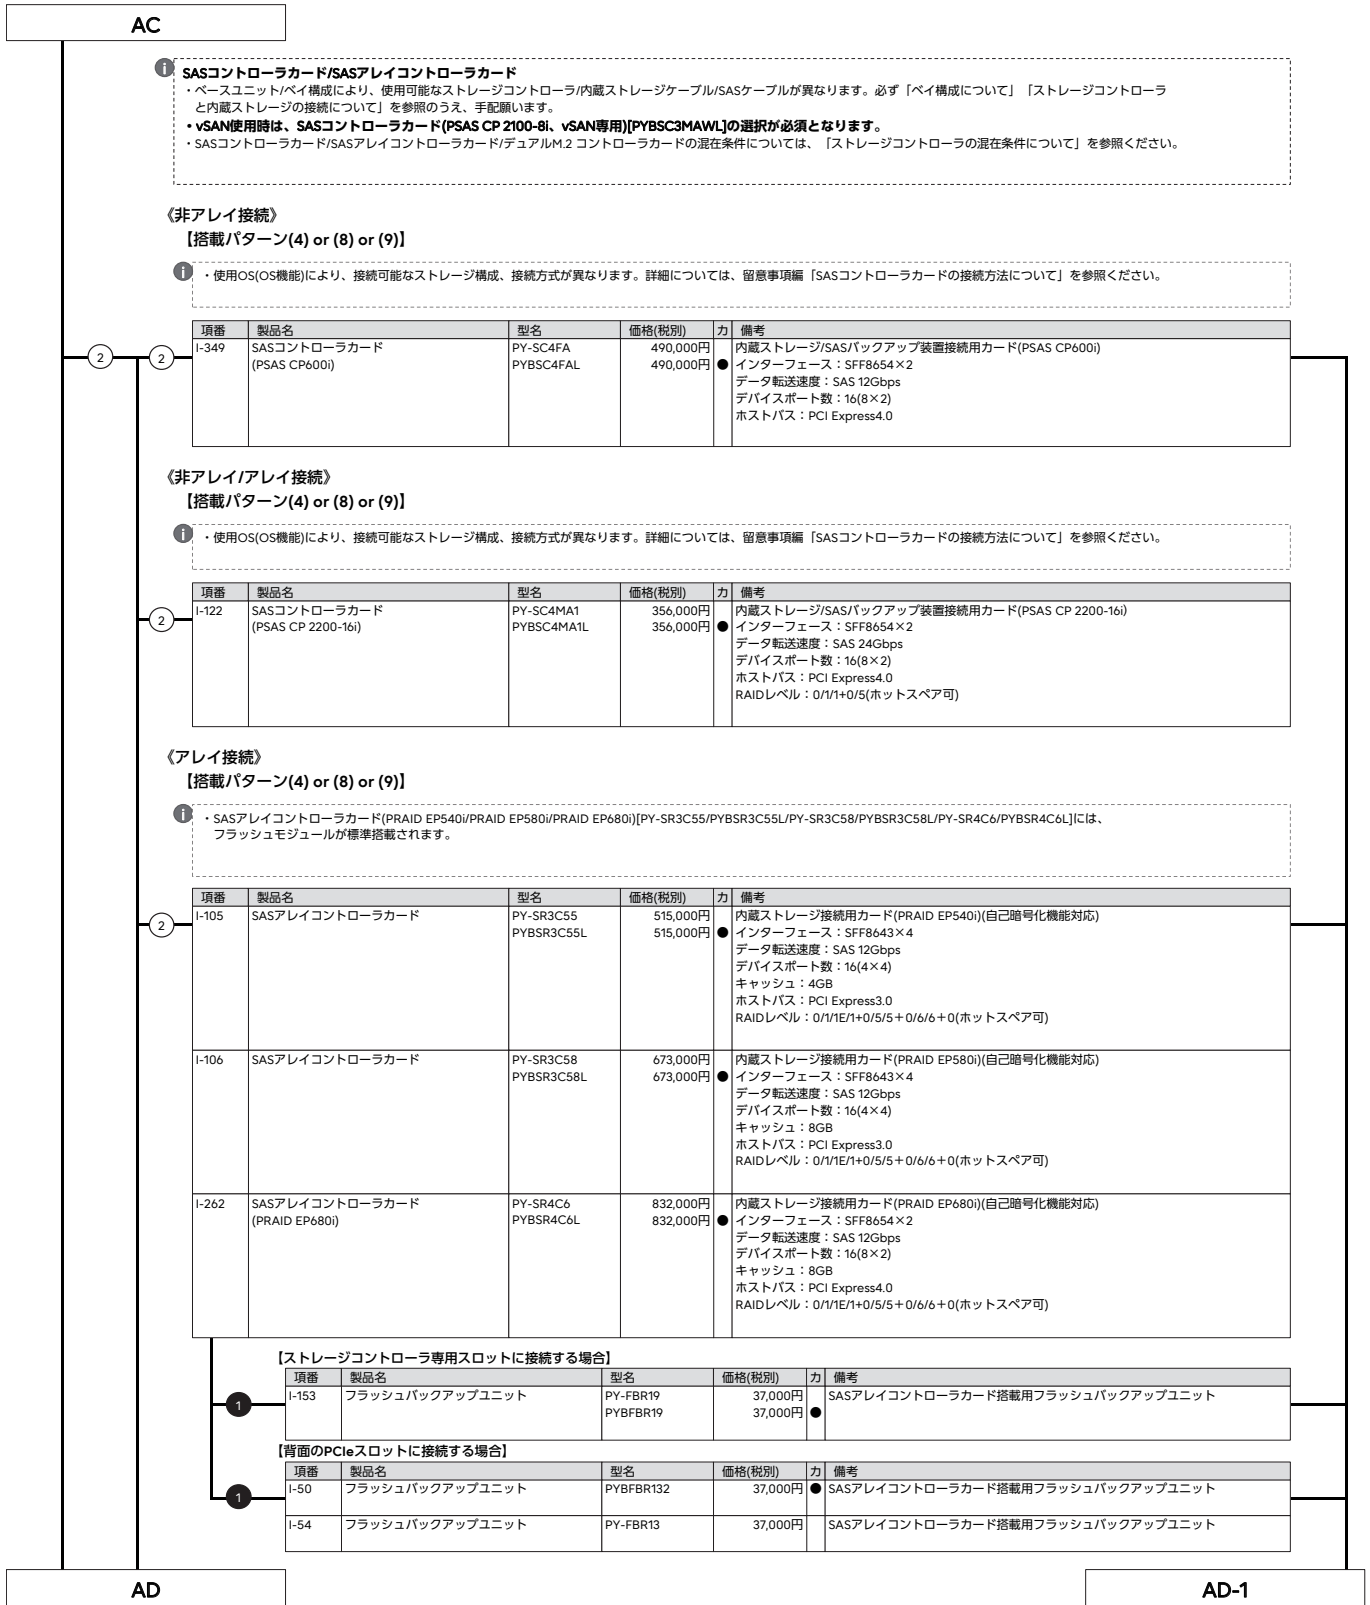 AC
SASコントローラカード/SASアレイコントローラカード
・ベースユニット/ベイ構成により、使用可能なストレージコントローラ/内蔵ストレージケーブル/SASケーブルが異なります。必ず「ベイ構成について」「ストレージコントローラ
と内蔵ストレージの接続について」を参照のうえ、手配願います。
・vSAN使用時は、SASコントローラカード(PSAS CP 2100-8i、vSAN専用)[PYBSC3MAWL]の選択が必須となります。
・SASコントローラカード/SASアレイコントローラカード/デュアルM.2 コントローラカードの混在条件については、「ストレージコントローラの混在条件について」を参照ください。
《非アレイ接続》
【搭載パターン(4) or (8) or (9)】
・使用OS(OS機能)により、接続可能なストレージ構成、接続方式が異なります。詳細については、留意事項編「SASコントローラカードの接続方法について」を参照ください。
項番 製品名 型名 価格(税別) カ 備考
2 2 I-349 SASコントローラカード PY-SC4FA 490,000円 内蔵ストレージ/SASバックアップ装置接続用カード(PSAS CP600i)
(PSAS CP600i) PYBSC4FAL 490,000円 ● インターフェース：SFF8654×2
データ転送速度：SAS 12Gbps
デバイスポート数：16(8×2)
ホストバス：PCI Express4.0
《非アレイ/アレイ接続》
【搭載パターン(4) or (8) or (9)】
・使用OS(OS機能)により、接続可能なストレージ構成、接続方式が異なります。詳細については、留意事項編「SASコントローラカードの接続方法について」を参照ください。
項番 製品名 型名 価格(税別) カ 備考
2 I-122 SASコントローラカード PY-SC4MA1 356,000円 内蔵ストレージ/SASバックアップ装置接続用カード(PSAS CP 2200-16i)
(PSAS CP 2200-16i) PYBSC4MA1L 356,000円 ● インターフェース：SFF8654×2
データ転送速度：SAS 24Gbps
デバイスポート数：16(8×2)
ホストバス：PCI Express4.0
RAIDレベル：0/1/1+0/5(ホットスペア可)
《アレイ接続》
【搭載パターン(4) or (8) or (9)】
・SASアレイコントローラカード(PRAID EP540i/PRAID EP580i/PRAID EP680i)[PY-SR3C55/PYBSR3C55L/PY-SR3C58/PYBSR3C58L/PY-SR4C6/PYBSR4C6L]には、
フラッシュモジュールが標準搭載されます。
項番 製品名 型名 価格(税別) カ 備考
2 I-105 SASアレイコントローラカード PY-SR3C55 515,000円 内蔵ストレージ接続用カード(PRAID EP540i)(自己暗号化機能対応)
PYBSR3C55L 515,000円 ● インターフェース：SFF8643×4
データ転送速度：SAS 12Gbps
デバイスポート数：16(4×4)
キャッシュ：4GB
ホストバス：PCI Express3.0
RAIDレベル：0/1/1E/1+0/5/5＋0/6/6＋0(ホットスペア可)
I-106 SASアレイコントローラカード PY-SR3C58 673,000円 内蔵ストレージ接続用カード(PRAID EP580i)(自己暗号化機能対応)
PYBSR3C58L 673,000円 ● インターフェース：SFF8643×4
データ転送速度：SAS 12Gbps
デバイスポート数：16(4×4)
キャッシュ：8GB
ホストバス：PCI Express3.0
RAIDレベル：0/1/1E/1+0/5/5＋0/6/6＋0(ホットスペア可)
I-262 SASアレイコントローラカード PY-SR4C6 832,000円 内蔵ストレージ接続用カード(PRAID EP680i)(自己暗号化機能対応)
(PRAID EP680i) PYBSR4C6L 832,000円 ● インターフェース：SFF8654×2
データ転送速度：SAS 12Gbps
デバイスポート数：16(8×2)
キャッシュ：8GB
ホストバス：PCI Express4.0
RAIDレベル：0/1/1E/1+0/5/5＋0/6/6＋0(ホットスペア可)
【ストレージコントローラ専用スロットに接続する場合】
項番 製品名 型名 価格(税別) カ 備考
1 I-153 フラッシュバックアップユニット PY-FBR19 37,000円 SASアレイコントローラカード搭載用フラッシュバックアップユニット
PYBFBR19 37,000円 ●
【背面のPCIeスロットに接続する場合】
項番 製品名 型名 価格(税別) カ 備考
1 I-50 フラッシュバックアップユニット PYBFBR132 37,000円 ● SASアレイコントローラカード搭載用フラッシュバックアップユニット
I-54 フラッシュバックアップユニット PY-FBR13 37,000円 SASアレイコントローラカード搭載用フラッシュバックアップユニット
AD AD-1